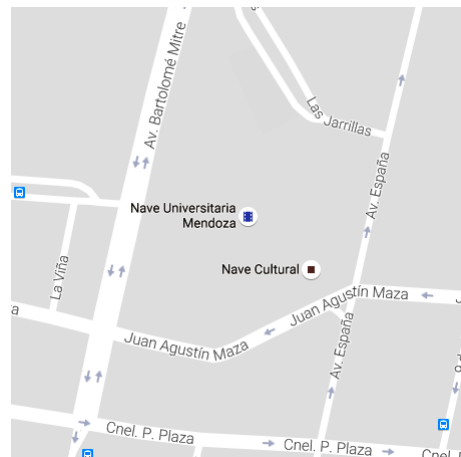 Av. Bartolomé Mitre
Las Jarrillas
Av. España
Nave Universitaria
Mendoza
La Viña
Nave Cultural
Juan Agustín Maza
a
Juan Agustín Maza
Av. España
Cnel. P. Plaza
Cnel. P. Plaza
Cnel.